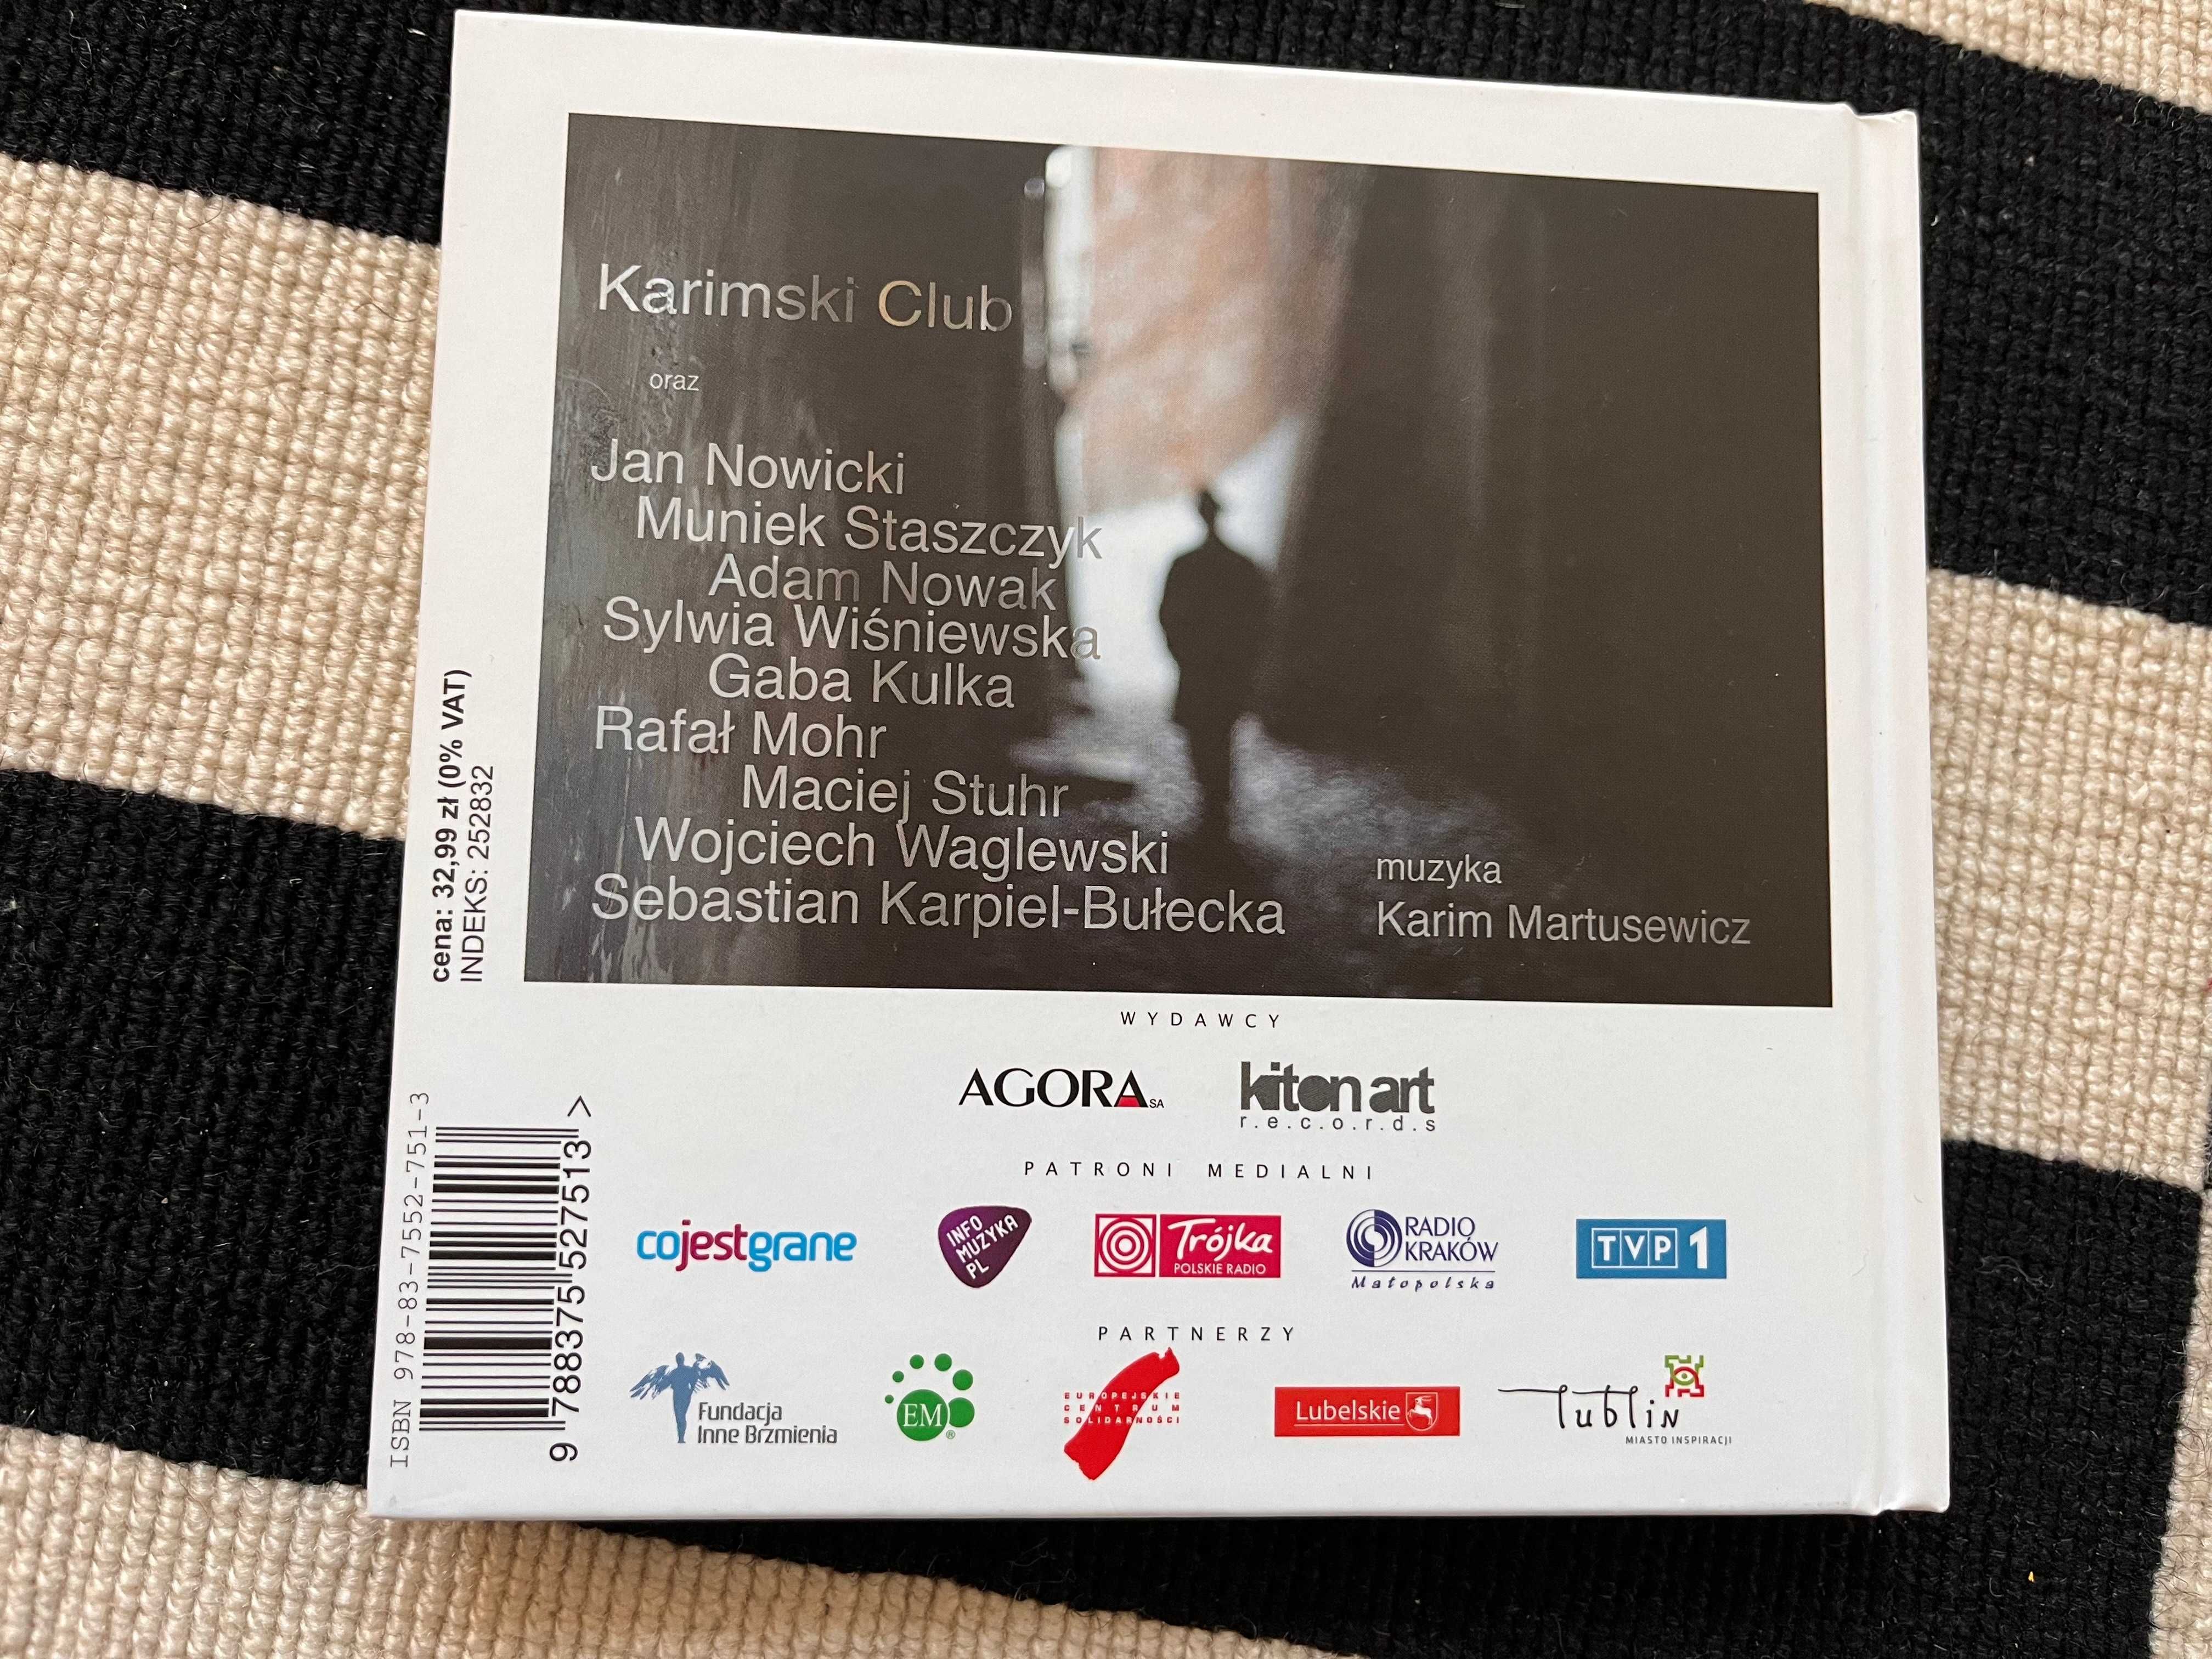 Karimski Club
oraz
Jan Nowicki
Muniek Staszczyk
Adam Nowak
Sylwia Wiśniewska
Gaba Kulka
Rafał Mohr
Maciej Stuhr
Wojciech Waglewski
Sebastian Karpiel-Bułecka
muzyka
Karim Martusewicz
cena: 32,99 zł (0% VAT)
INDEKS: 252832
WYDAWCY
AGORA SA
kiton art
r.e.c.o.r.d.s
PATRONI MEDIALNI
cojestgrane
INFO
MUZYKA
PL
Trójka
POLSKIE RADIO
RADIO
KRAKÓW
Małopolska
TVP 1
PARTNERZY
Fundacja
Inne Brzmienia
EM®
EUROPEJSKIE
CENTRUM
SOLIDARNOŚCI
Lubelskie
lublin
MIASTO INSPIRACJI
ISBN 978-83-7552-751-3
9 788375 527513 >